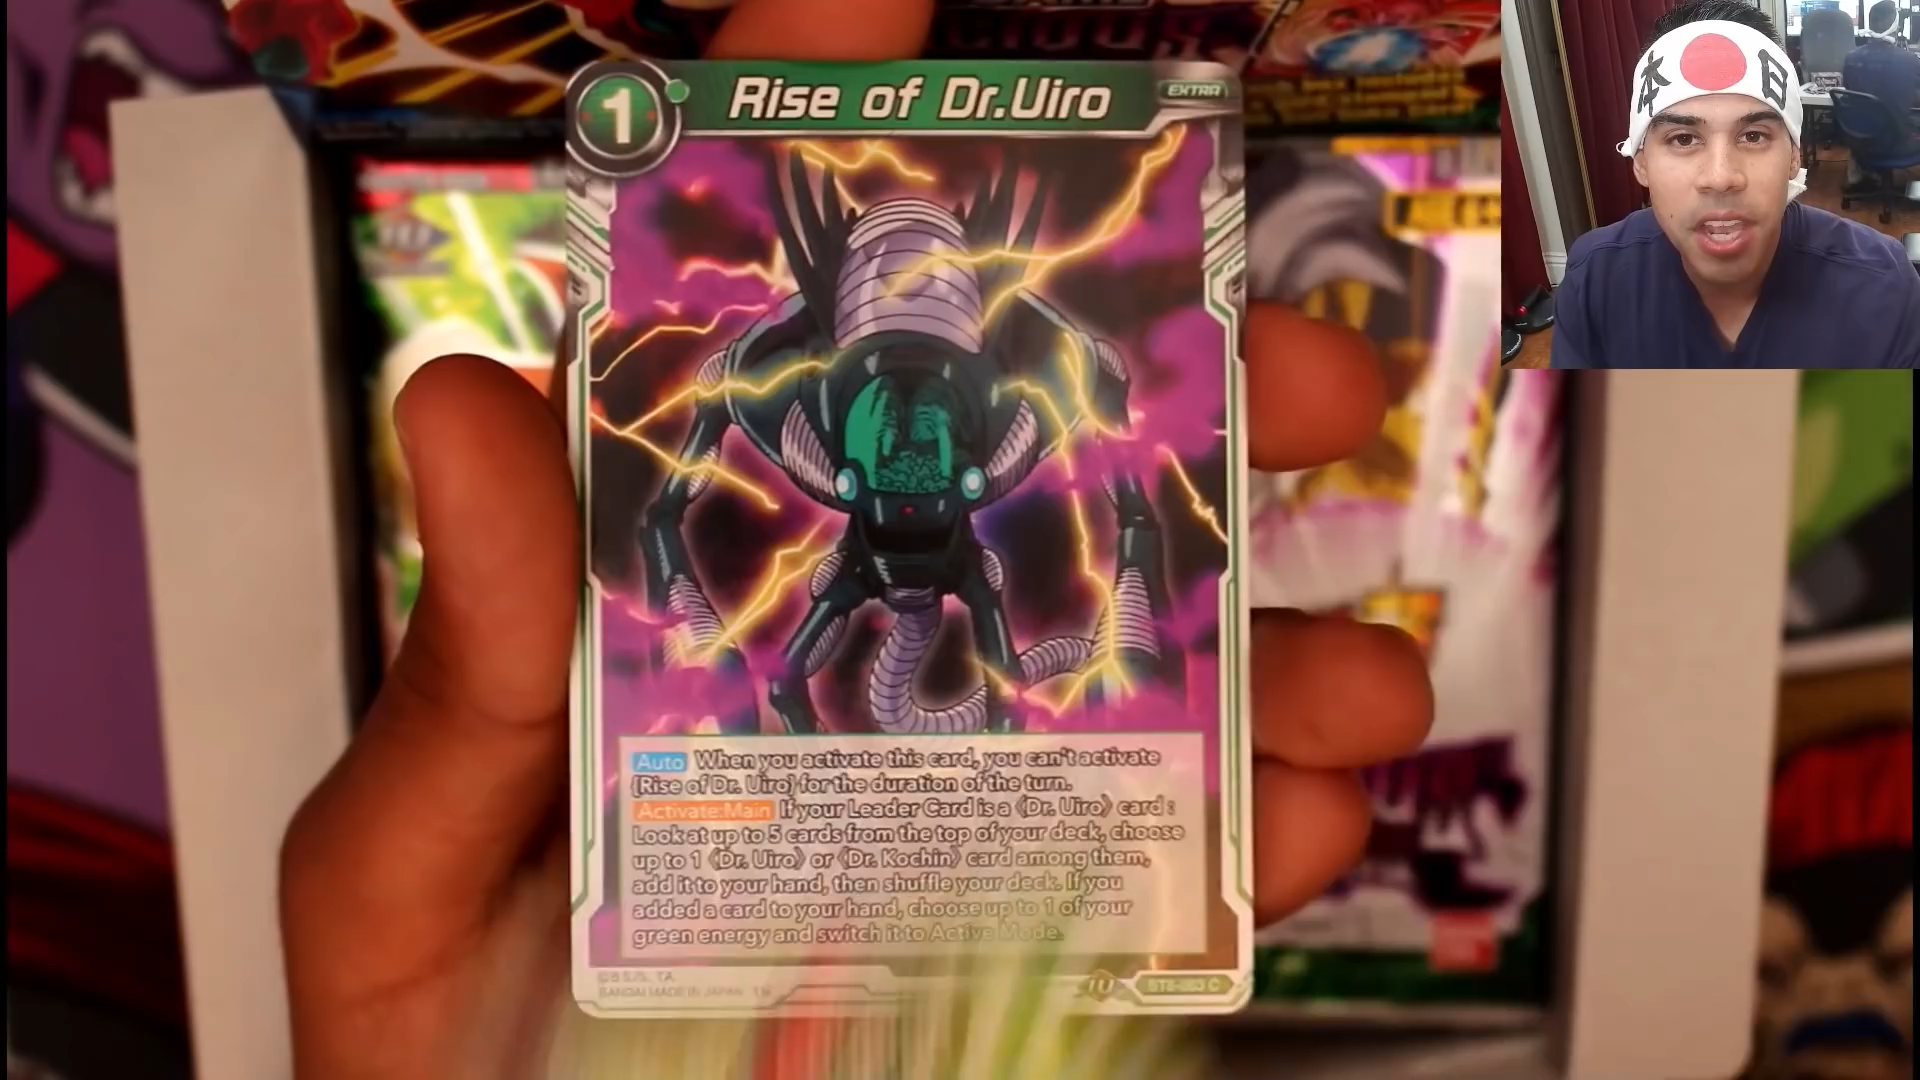 1
Rise of Dr.Uiro
EXTRA
本 日
Auto When you activate this card, you can't activate
{Rise of Dr. Uiro} for the duration of the turn.
Activate:Main If your Leader Card is a 《Dr. Uiro》 card :
Look at up to 5 cards from the top of your deck, choose
up to 1 《Dr. Uiro》 or 《Dr. Kochin》 card among them,
add it to your hand, then shuffle your deck. If you
added a card to your hand, choose up to 1 of your
green energy and switch it to Active Mode.
BANDAI MADE IN JAPAN